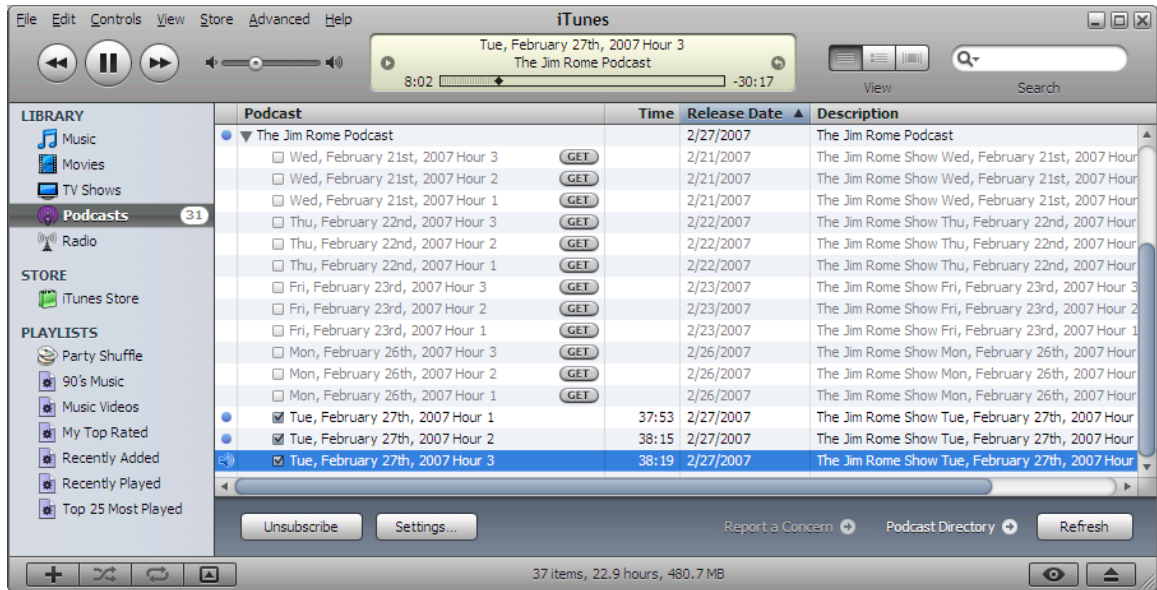 File Edit Controls View Store Advanced Help iTunes
Tue, February 27th, 2007 Hour 3
The Jim Rome Podcast
8:02 -30:17
View Search
LIBRARY
Music
Movies
TV Shows
Podcasts 31
Radio
STORE
iTunes Store
PLAYLISTS
Party Shuffle
90's Music
Music Videos
My Top Rated
Recently Added
Recently Played
Top 25 Most Played
Podcast Time Release Date Description
The Jim Rome Podcast 2/27/2007 The Jim Rome Podcast
Wed, February 21st, 2007 Hour 3 GET 2/21/2007 The Jim Rome Show Wed, February 21st, 2007 Hour
Wed, February 21st, 2007 Hour 2 GET 2/21/2007 The Jim Rome Show Wed, February 21st, 2007 Hour
Wed, February 21st, 2007 Hour 1 GET 2/21/2007 The Jim Rome Show Wed, February 21st, 2007 Hour
Thu, February 22nd, 2007 Hour 3 GET 2/22/2007 The Jim Rome Show Thu, February 22nd, 2007 Hour
Thu, February 22nd, 2007 Hour 2 GET 2/22/2007 The Jim Rome Show Thu, February 22nd, 2007 Hour
Thu, February 22nd, 2007 Hour 1 GET 2/22/2007 The Jim Rome Show Thu, February 22nd, 2007 Hour
Fri, February 23rd, 2007 Hour 3 GET 2/23/2007 The Jim Rome Show Fri, February 23rd, 2007 Hour 3
Fri, February 23rd, 2007 Hour 2 GET 2/23/2007 The Jim Rome Show Fri, February 23rd, 2007 Hour 2
Fri, February 23rd, 2007 Hour 1 GET 2/23/2007 The Jim Rome Show Fri, February 23rd, 2007 Hour 1
Mon, February 26th, 2007 Hour 3 GET 2/26/2007 The Jim Rome Show Mon, February 26th, 2007 Hour
Mon, February 26th, 2007 Hour 2 GET 2/26/2007 The Jim Rome Show Mon, February 26th, 2007 Hour
Mon, February 26th, 2007 Hour 1 GET 2/26/2007 The Jim Rome Show Mon, February 26th, 2007 Hour
Tue, February 27th, 2007 Hour 1 37:53 2/27/2007 The Jim Rome Show Tue, February 27th, 2007 Hour
Tue, February 27th, 2007 Hour 2 38:15 2/27/2007 The Jim Rome Show Tue, February 27th, 2007 Hour
Tue, February 27th, 2007 Hour 3 38:19 2/27/2007 The Jim Rome Show Tue, February 27th, 2007 Hour
Unsubscribe Settings... Report a Concern Podcast Directory Refresh
37 items, 22.9 hours, 480.7 MB